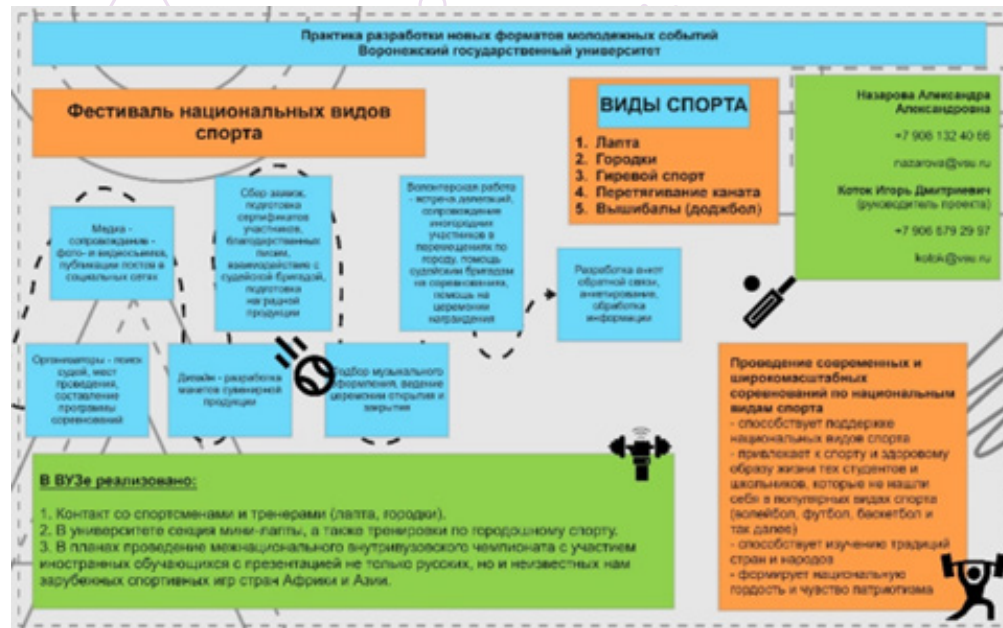 Практика разработки новых форматов молодежных событий
Воронежский государственный университет
Фестиваль национальных видов
спорта
ВИДЫ СПОРТА
1. Лапта
2. Городки
3. Гиревой спорт
4. Перетягивание каната
5. Вышибалы (доджбол)
Назарова Александра
Александровна
+7 908 132 40 66
nazarova@vsu.ru
Коток Игорь Дмитриевич
(руководитель проекта)
+7 906 679 29 97
kotok@vsu.ru
Медиа -
сопровождение -
фото- и видеосъемка,
публикации постов в
социальных сетях
Сбор заявок,
подготовка
сертификатов
участников,
благодарственных
писем,
взаимодействие с
судейской бригадой,
подготовка
наградной
продукции
Волонтерская работа
- встреча делегаций,
сопровождение
иногородних
участников в
перемещениях по
городу, помощь
судейским бригадам
на соревнованиях,
помощь на
церемонии
награждения
Разработка анкет
обратной связи,
анкетирование,
обработка
информации
Организаторы - поиск
судей, мест
проведения,
составление
программы
соревнований
Дизайн - разработка
макетов сувенирной
продукции
Подбор музыкального
оформления, ведение
церемонии открытия и
закрытия
Проведение современных и
широкомасштабных
соревнований по национальным
видам спорта
- способствует поддержке
национальных видов спорта
- привлекает к спорту и здоровому
образу жизни тех студентов и
школьников, которые не нашли
себя в популярных видах спорта
(волейбол, футбол, баскетбол и
так далее)
- способствует изучению традиций
стран и народов
- формирует национальную
гордость и чувство патриотизма
В ВУЗе реализовано:
1. Контакт со спортсменами и тренерами (лапта, городки).
2. В университете секция мини-лапты, а также тренировки по городошному спорту.
3. В планах проведение межнационального внутривузовского чемпионата с участием
иностранных обучающихся с презентацией не только русских, но и неизвестных нам
зарубежных спортивных игр стран Африки и Азии.